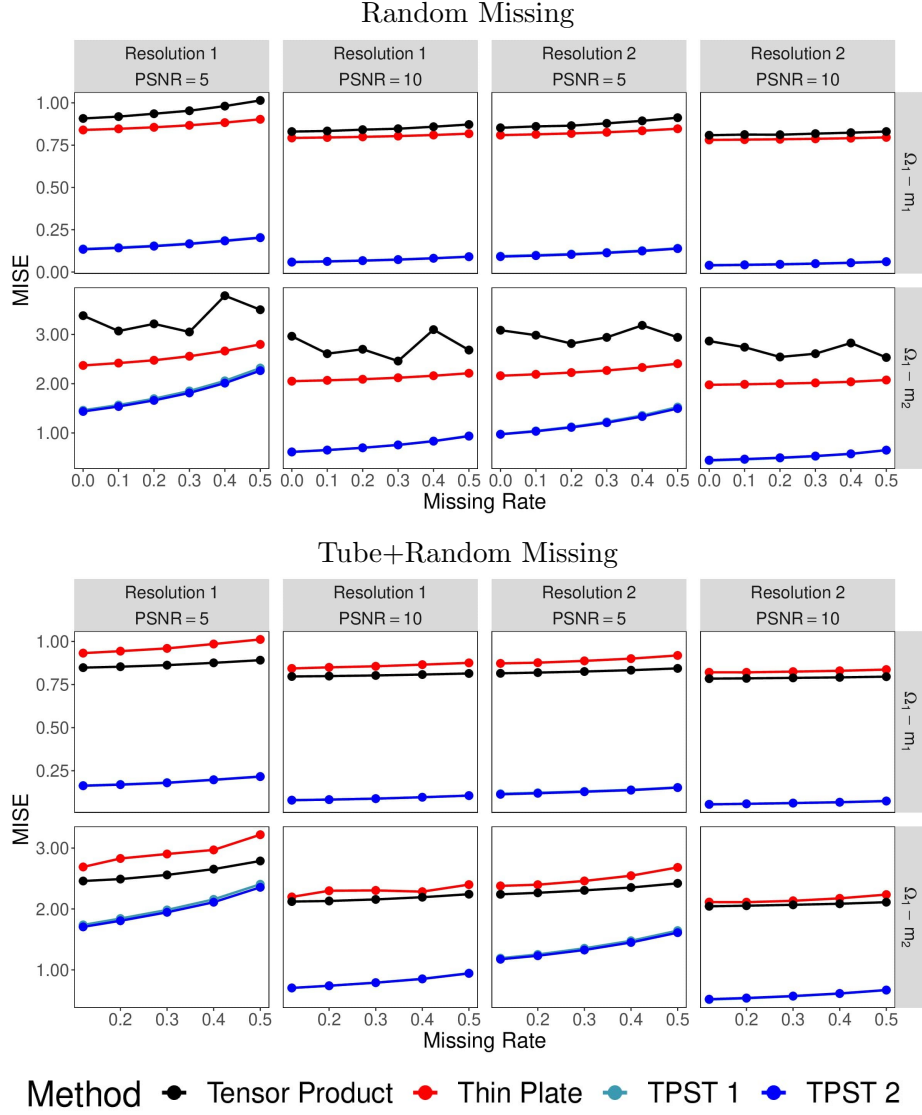 Random Missing
Resolution 1 Resolution 1 Resolution 2 Resolution 2
PSNR = 5 PSNR = 10 PSNR = 5 PSNR = 10
1.00
0.75
0.50
0.25
0.00
Ω₁ − m₁
MISE
3.00
2.00
1.00
Ω₁ − m₂
0.0 0.1 0.2 0.3 0.4 0.5 0.0 0.1 0.2 0.3 0.4 0.5 0.0 0.1 0.2 0.3 0.4 0.5 0.0 0.1 0.2 0.3 0.4 0.5
Missing Rate
Tube+Random Missing
Resolution 1 Resolution 1 Resolution 2 Resolution 2
PSNR = 5 PSNR = 10 PSNR = 5 PSNR = 10
1.00
0.75
0.50
0.25
Ω₁ − m₁
MISE
3.00
2.00
1.00
Ω₁ − m₂
0.2 0.3 0.4 0.5 0.2 0.3 0.4 0.5 0.2 0.3 0.4 0.5 0.2 0.3 0.4 0.5
Missing Rate
Method Tensor Product Thin Plate TPST 1 TPST 2